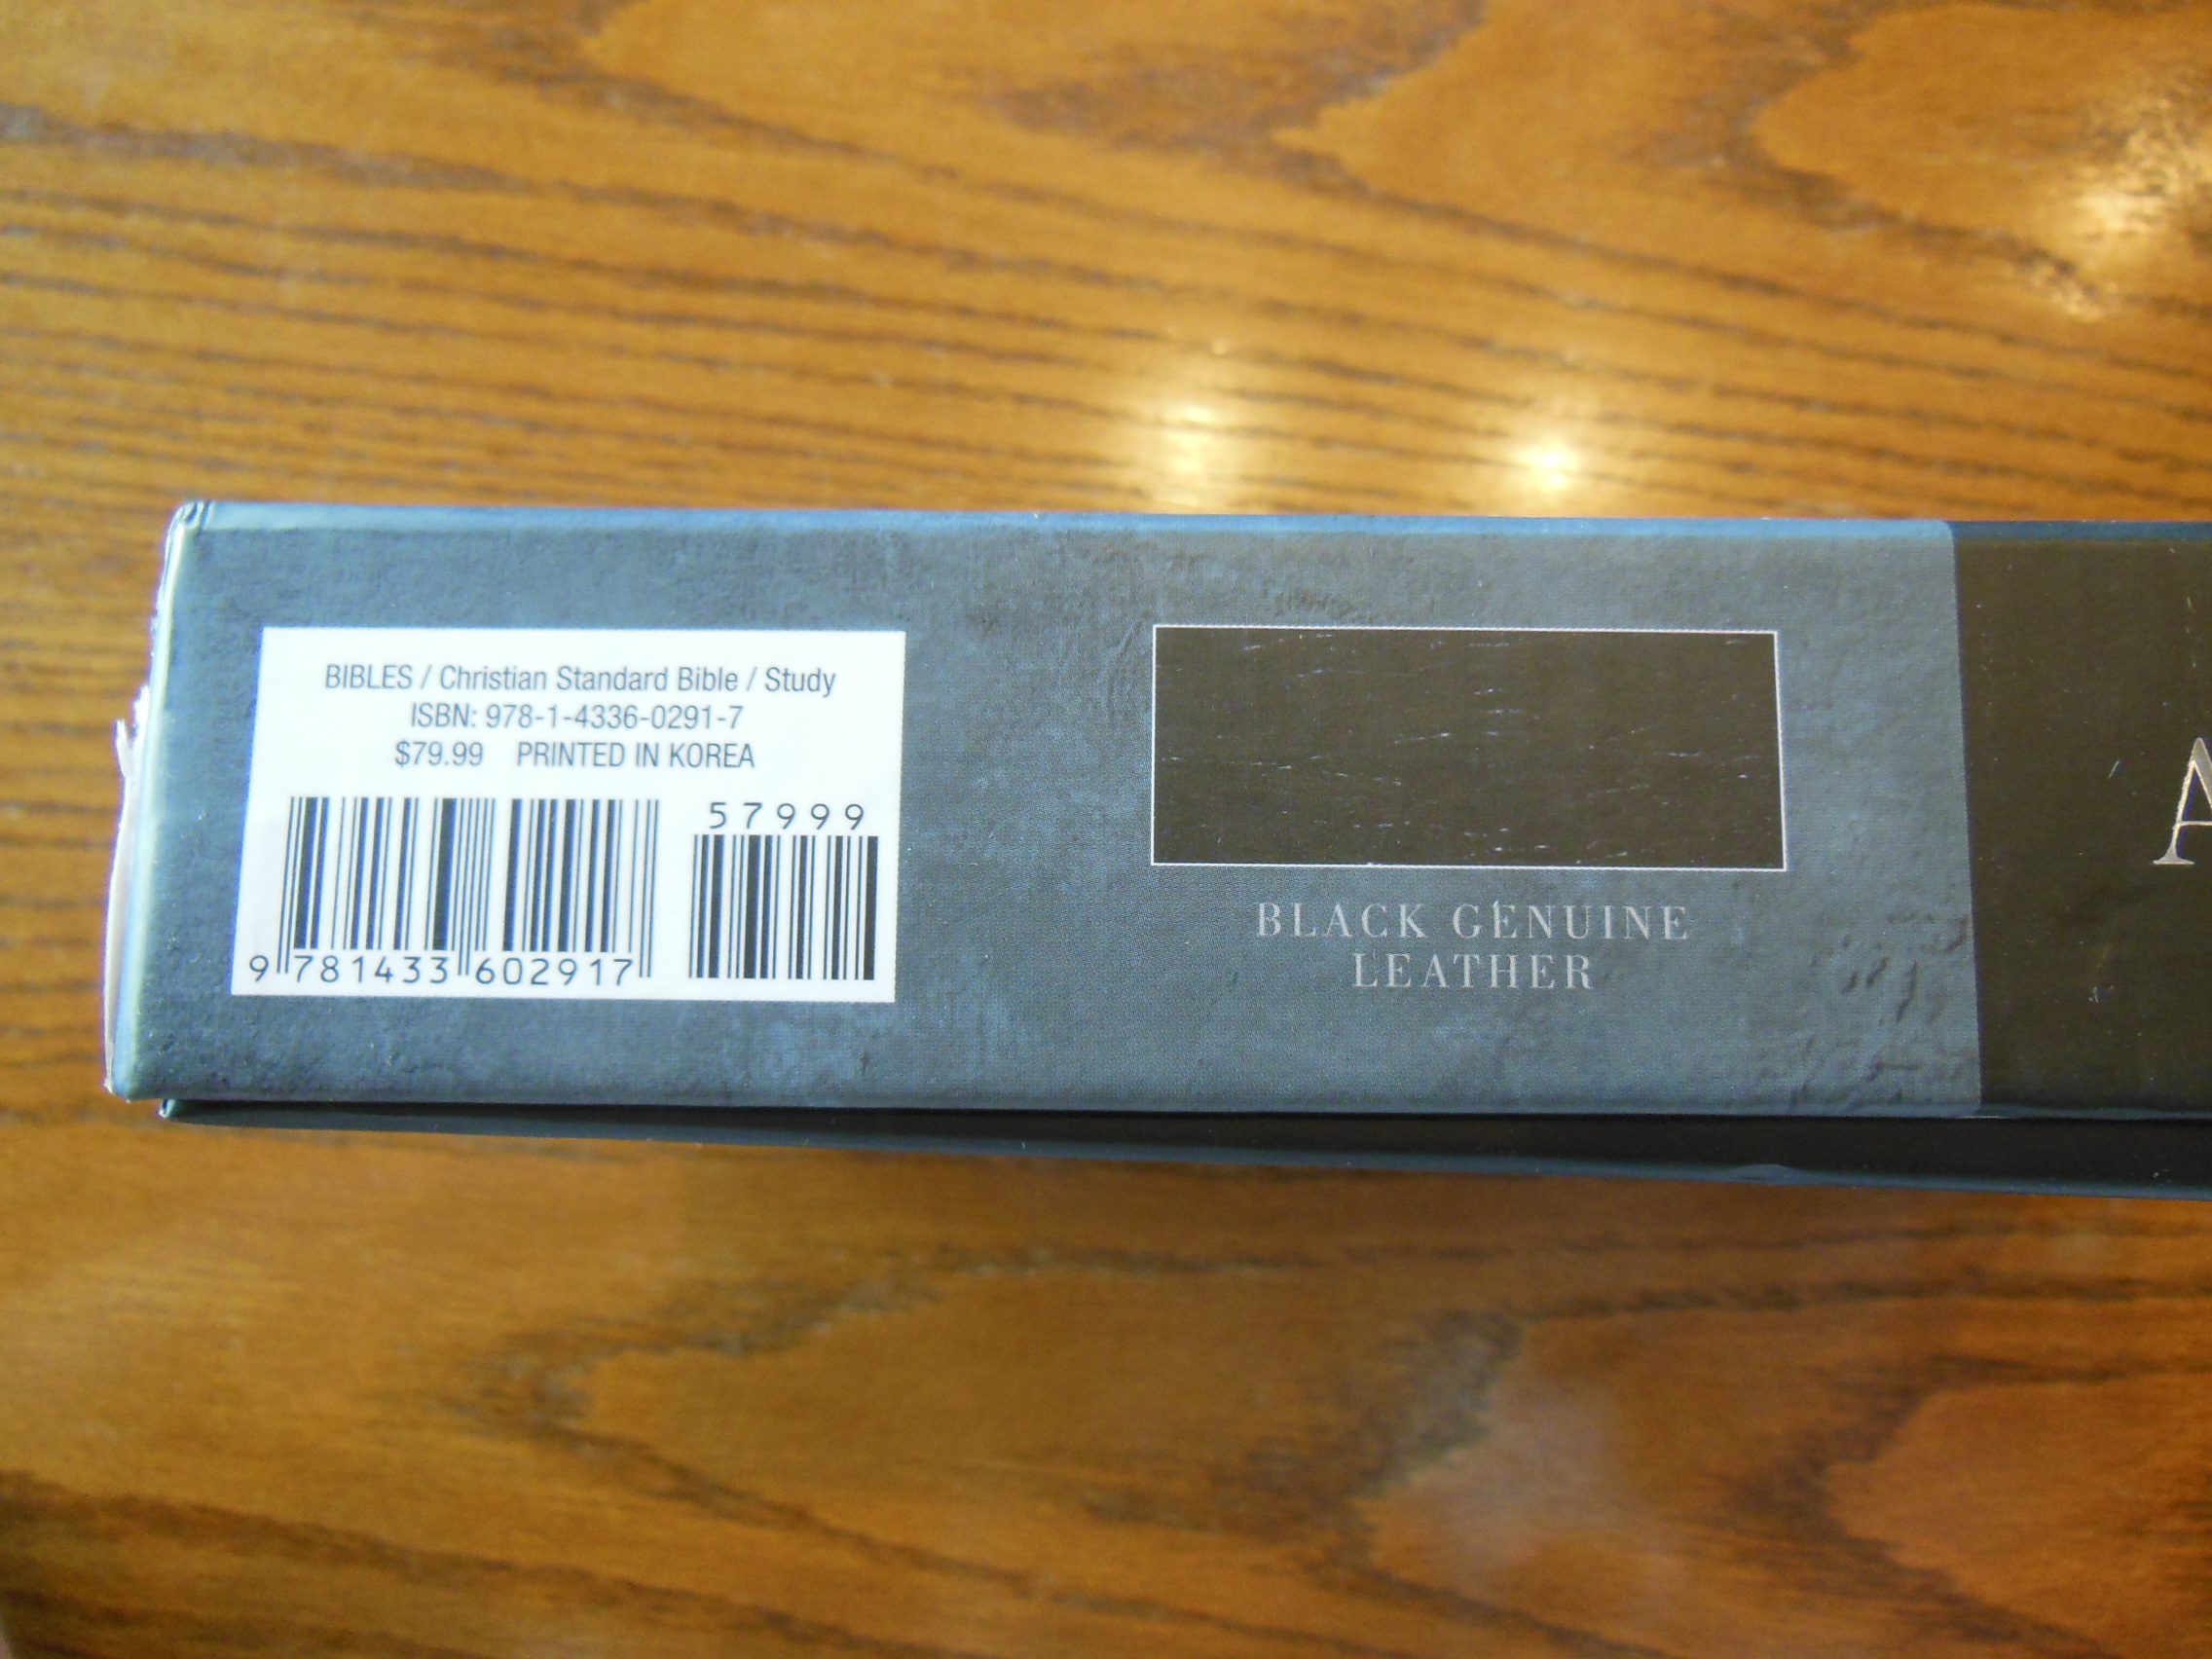 BIBLES / Christian Standard Bible / Study
ISBN: 978-1-4336-0291-7
$79.99 PRINTED IN KOREA
57999
9 781433 602917
BLACK GENUINE
LEATHER
A